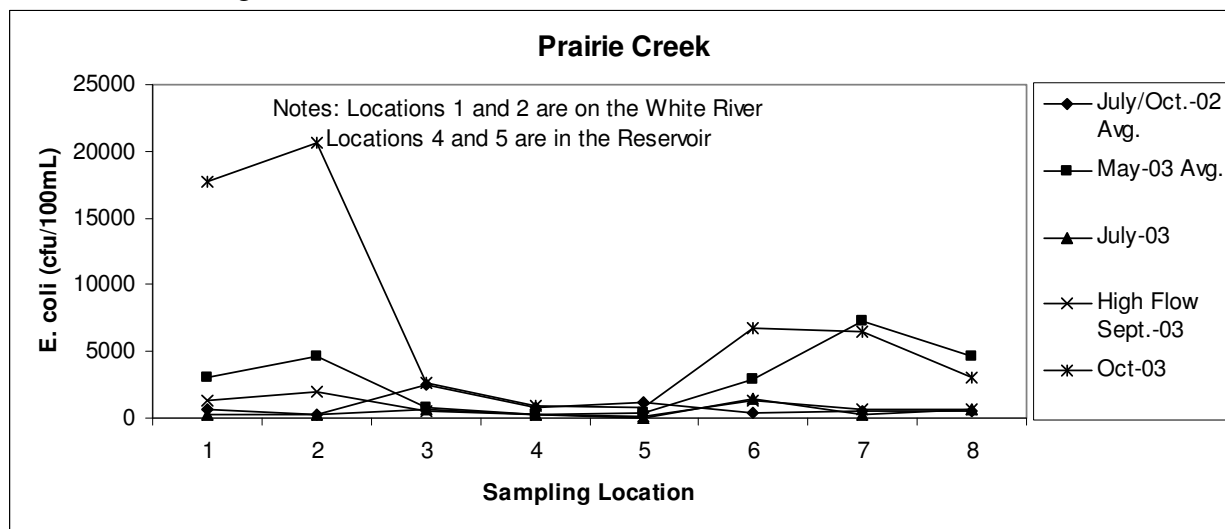 Prairie Creek
25000
20000
15000
10000
5000
0
E. coli (cfu/100mL)
Notes: Locations 1 and 2 are on the White River
Locations 4 and 5 are in the Reservoir
1 2 3 4 5 6 7 8
Sampling Location
July/Oct.-02
Avg.
May-03 Avg.
July-03
High Flow
Sept.-03
Oct-03